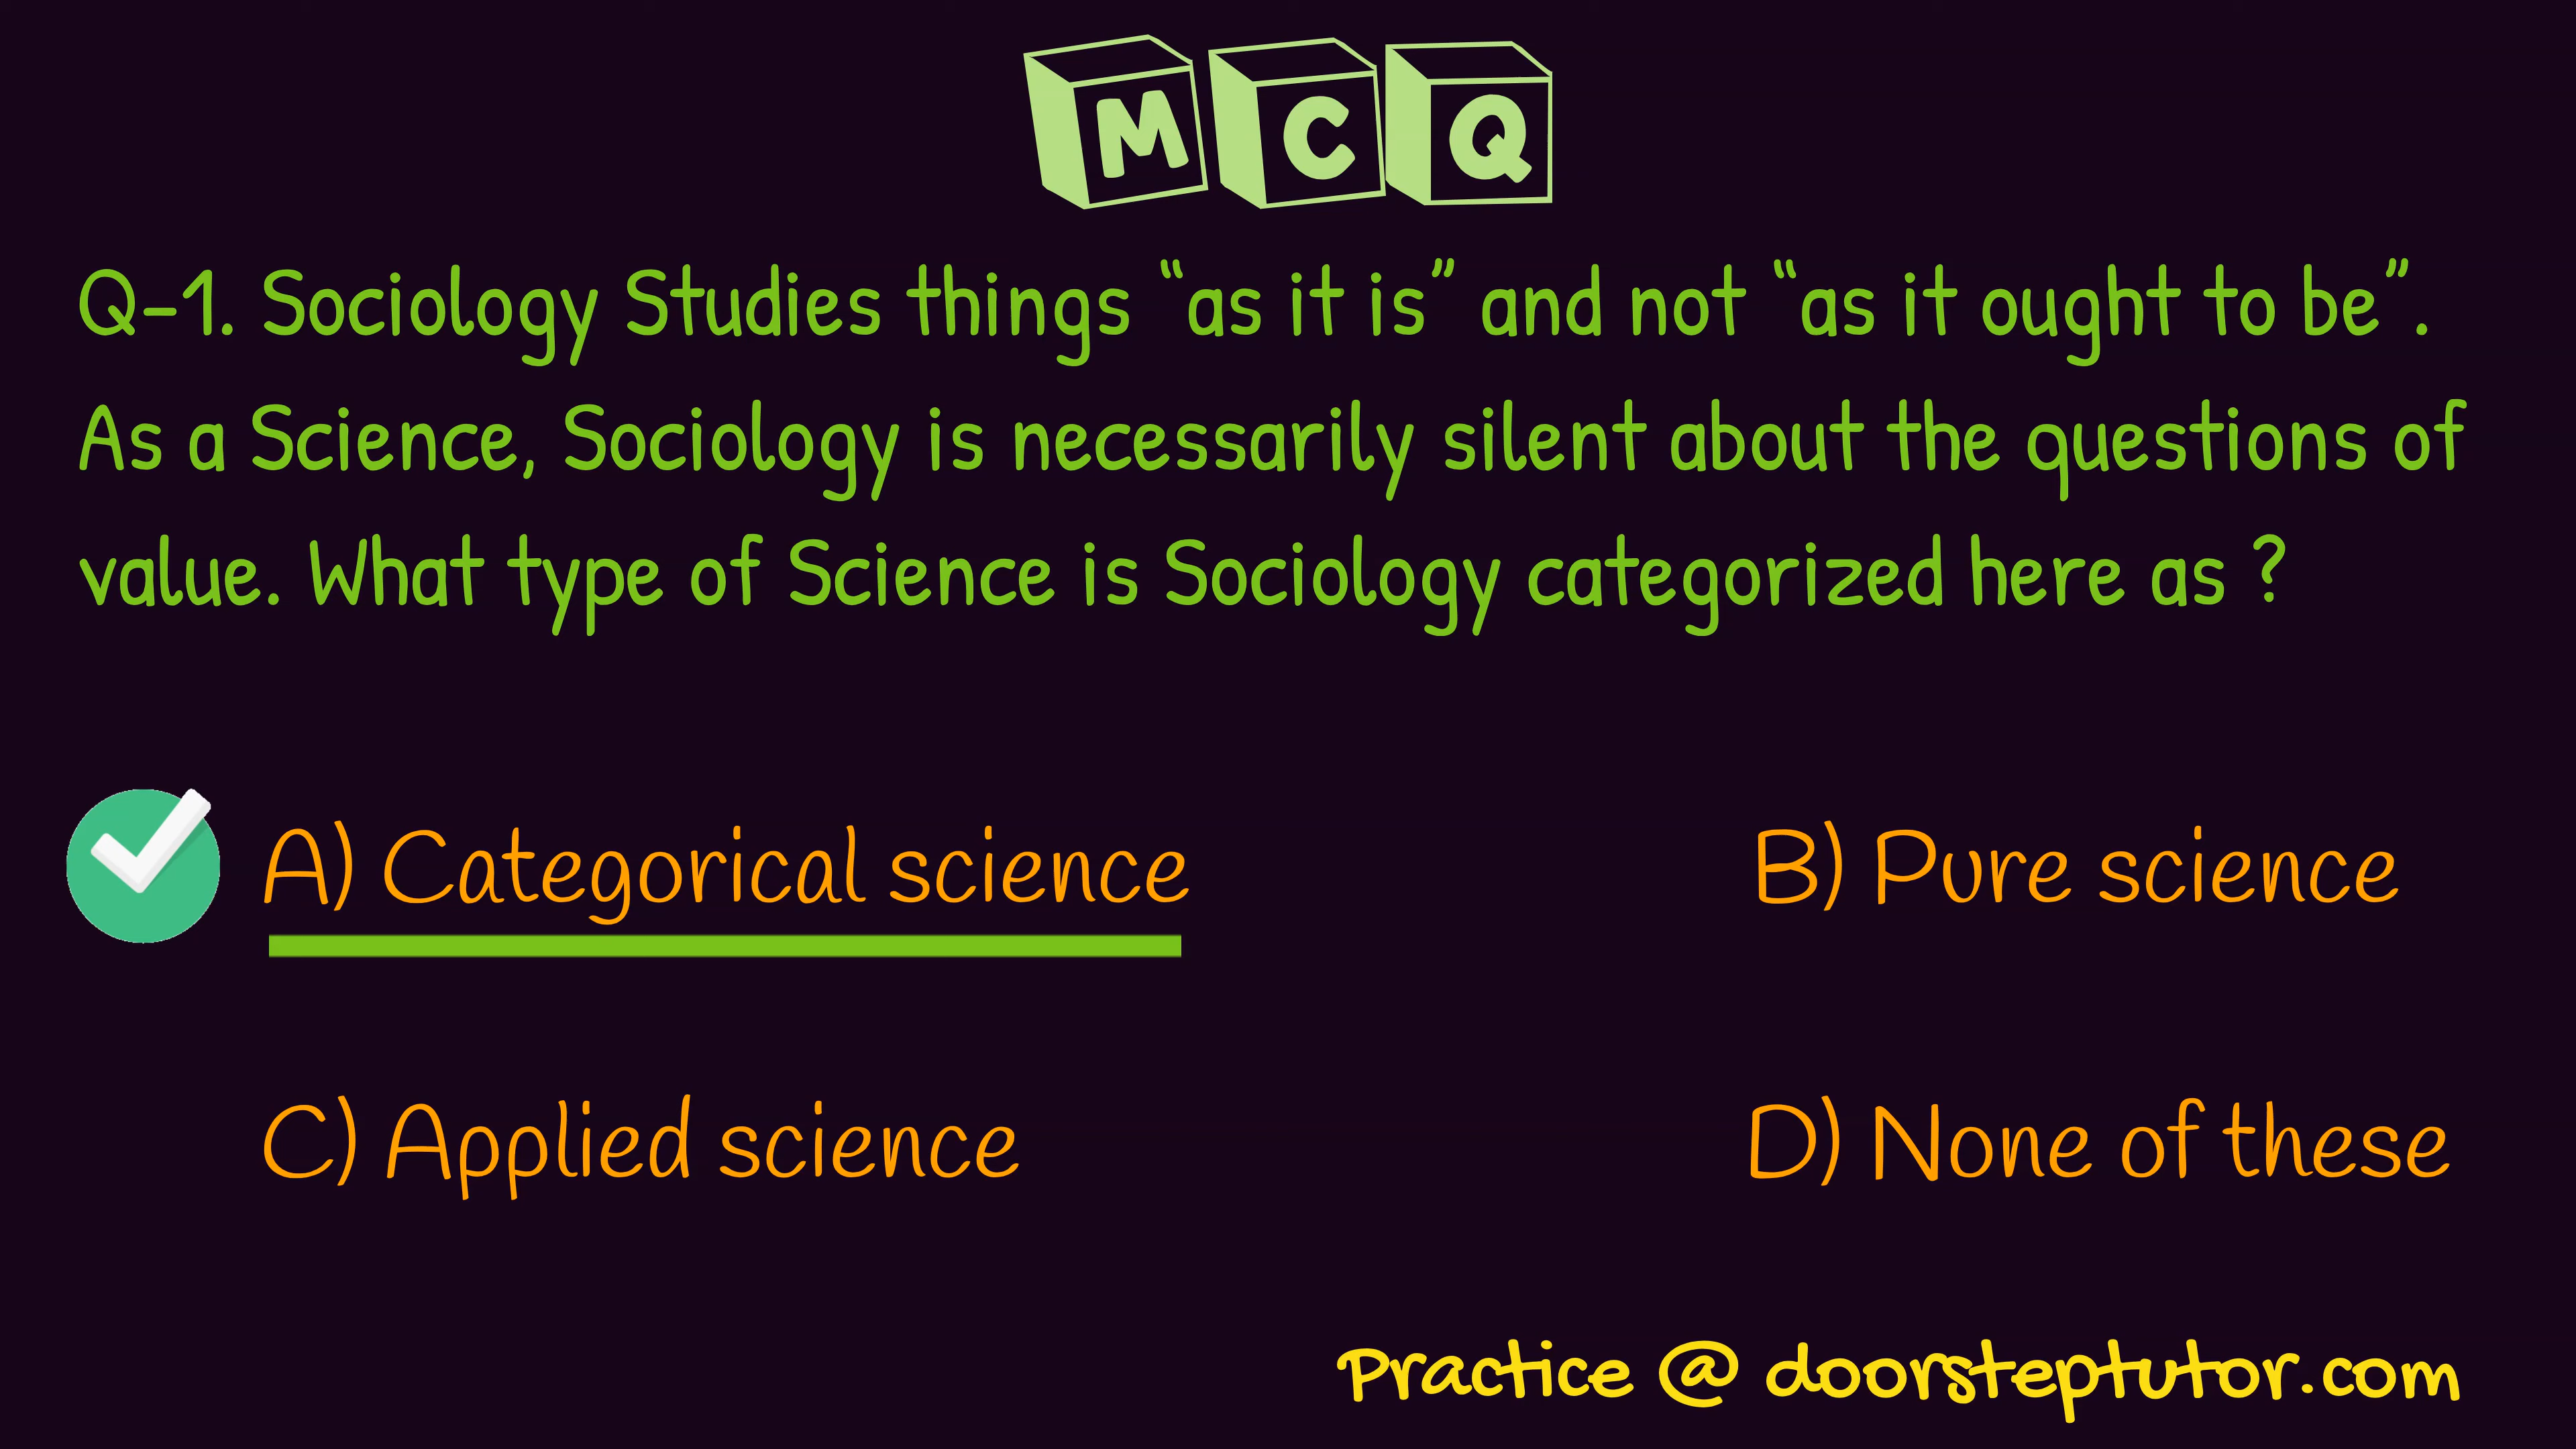 MCQ
Q-1. Sociology Studies things “as it is” and not “as it ought to be”.
As a Science, Sociology is necessarily silent about the questions of
value. What type of Science is Sociology categorized here as ?
A) Categorical science
B) Pure science
C) Applied science
D) None of these
Practice @ doorsteptutor.com